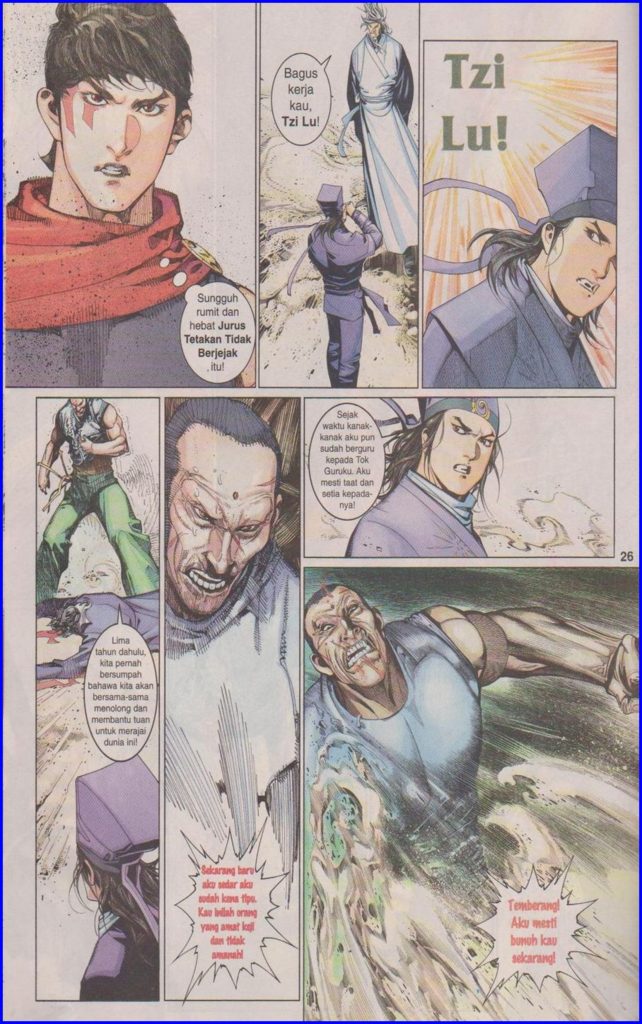 Sungguh
rumit dan
hebat Jurus
Tetakan Tidak
Berjejak
itu!
Bagus
kerja
kau,
Tzi Lu!
Tzi
Lu!
Lima
tahun dahulu,
kita pernah
bersumpah
bahawa kita akan
bersama-sama
menolong dan
membantu tuan
untuk merajai
dunia ini!
Sekarang baru
aku sedar aku
sudah kena tipu.
Kau inilah orang
yang amat keji
dan tidak
amanah!
Sejak
waktu kanak-
kanak aku pun
sudah berguru
kepada Tok
Guruku. Aku
mesti taat dan
setia kepada-
nya!
26
Temberang!
Aku mesti
bunuh kau
sekarang!